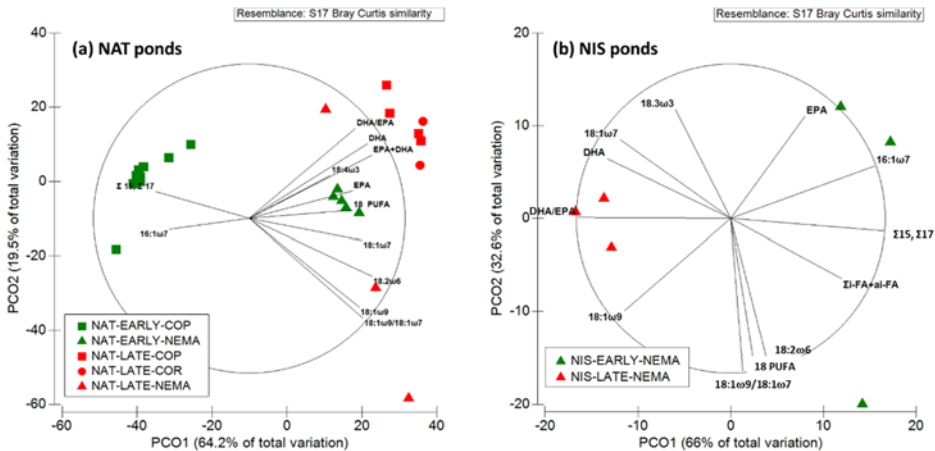 Resemblance: S17 Bray Curtis similarity
(a) NAT ponds
40
20
0
-20
-40
-60
PCO2 (19.5% of total variation)
DHA/EPA
DHA
EPA+DHA
18:4ω3
EPA
18 PUFA
18:1ω7
18.2ω6
18:1ω9
18:1ω9/18:1ω7
16:1ω7
NAT-EARLY-COP
NAT-EARLY-NEMA
NAT-LATE-COP
NAT-LATE-COR
NAT-LATE-NEMA
-60
-40
-20
0
20
40
PCO1 (64.2% of total variation)
Resemblance: S17 Bray Curtis similarity
(b) NIS ponds
20
10
0
-10
-20
PCO2 (32.6% of total variation)
18.3ω3
EPA
18:1ω7
DHA
16:1ω7
DHA/EPA
Σ15, Σ17
Σi-FA+ai-FA
18:1ω9
18:2ω6
18 PUFA
18:1ω9/18:1ω7
NIS-EARLY-NEMA
NIS-LATE-NEMA
-20
-10
0
10
20
PCO1 (66% of total variation)